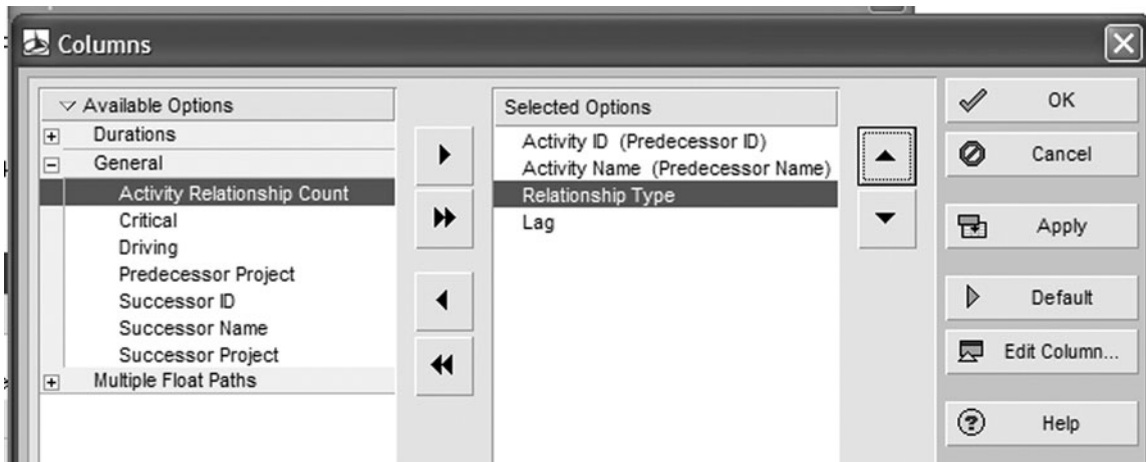 Columns
Available Options
Durations
General
Activity Relationship Count
Critical
Driving
Predecessor Project
Successor ID
Successor Name
Successor Project
Multiple Float Paths
Selected Options
Activity ID (Predecessor ID)
Activity Name (Predecessor Name)
Relationship Type
Lag
OK
Cancel
Apply
Default
Edit Column...
Help